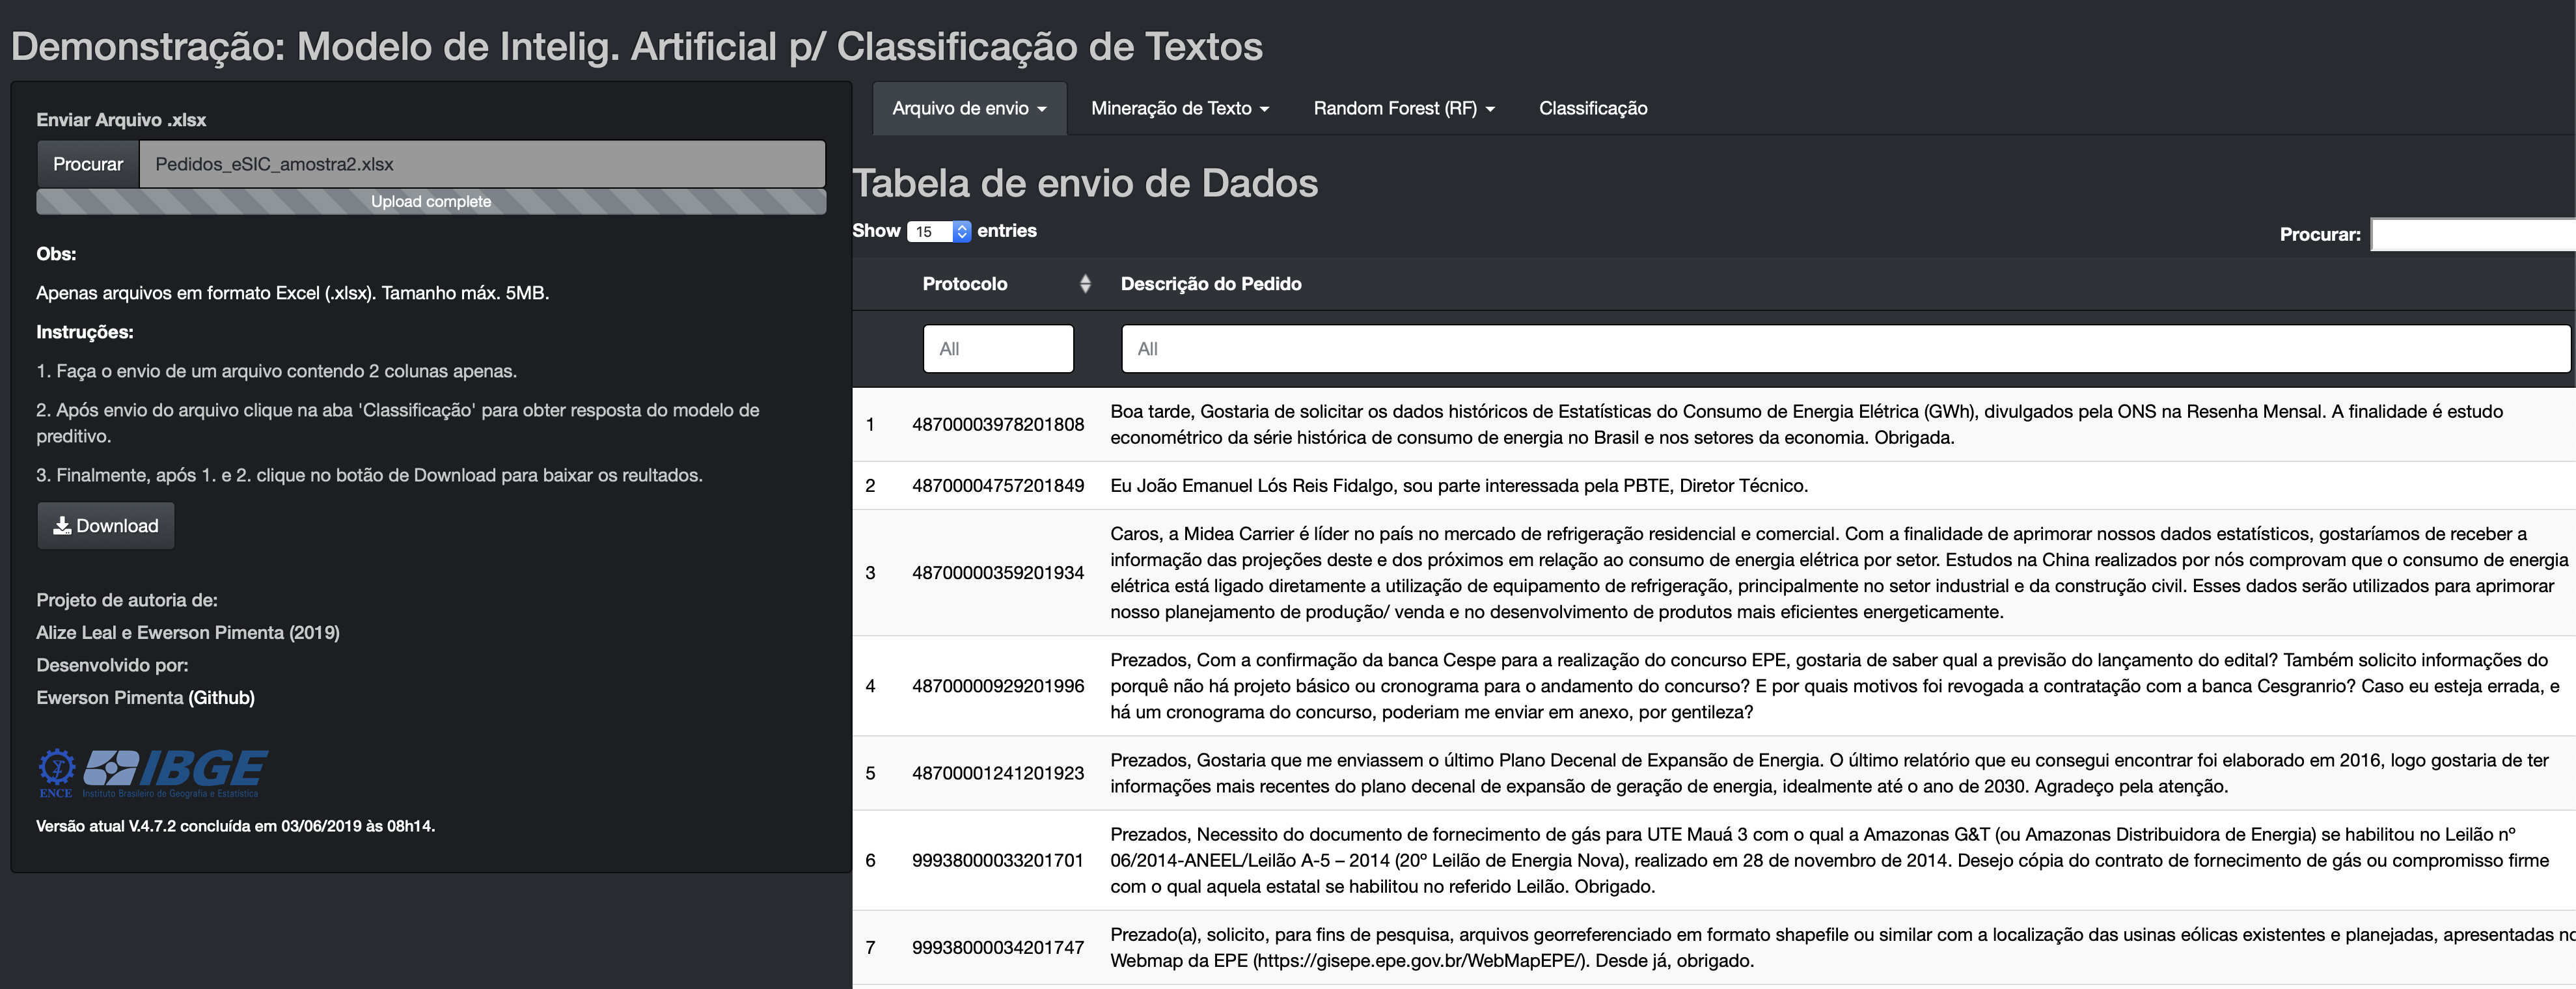 Demonstração: Modelo de Intelig. Artificial p/ Classificação de Textos
Enviar Arquivo .xlsx
Procurar
Pedidos_eSIC_amostra2.xlsx
Upload complete
Obs:
Apenas arquivos em formato Excel (.xlsx). Tamanho máx. 5MB.
Instruções:
1. Faça o envio de um arquivo contendo 2 colunas apenas.
2. Após envio do arquivo clique na aba 'Classificação' para obter resposta do modelo de
preditivo.
3. Finalmente, após 1. e 2. clique no botão de Download para baixar os reultados.
Download
Projeto de autoria de:
Alize Leal e Ewerson Pimenta (2019)
Desenvolvido por:
Ewerson Pimenta (Github)
ENCE
IBGE
Instituto Brasileiro de Geografia e Estatística
Versão atual V.4.7.2 concluída em 03/06/2019 às 08h14.
Arquivo de envio
Mineração de Texto
Random Forest (RF)
Classificação
Tabela de envio de Dados
Show 15 entries
Procurar:
Protocolo
Descrição do Pedido
All
All
1 48700003978201808 Boa tarde, Gostaria de solicitar os dados históricos de Estatísticas do Consumo de Energia Elétrica (GWh), divulgados pela ONS na Resenha Mensal. A finalidade é estudo
econométrico da série histórica de consumo de energia no Brasil e nos setores da economia. Obrigada.
2 48700004757201849 Eu João Emanuel Lós Reis Fidalgo, sou parte interessada pela PBTE, Diretor Técnico.
3 48700000359201934 Caros, a Midea Carrier é líder no país no mercado de refrigeração residencial e comercial. Com a finalidade de aprimorar nossos dados estatísticos, gostaríamos de receber a
informação das projeções deste e dos próximos em relação ao consumo de energia elétrica por setor. Estudos na China realizados por nós comprovam que o consumo de energia
elétrica está ligado diretamente a utilização de equipamento de refrigeração, principalmente no setor industrial e da construção civil. Esses dados serão utilizados para aprimorar
nosso planejamento de produção/ venda e no desenvolvimento de produtos mais eficientes energeticamente.
4 48700000929201996 Prezados, Com a confirmação da banca Cespe para a realização do concurso EPE, gostaria de saber qual a previsão do lançamento do edital? Também solicito informações do
porquê não há projeto básico ou cronograma para o andamento do concurso? E por quais motivos foi revogada a contratação com a banca Cesgranrio? Caso eu esteja errada, e
há um cronograma do concurso, poderiam me enviar em anexo, por gentileza?
5 48700001241201923 Prezados, Gostaria que me enviassem o último Plano Decenal de Expansão de Energia. O último relatório que eu consegui encontrar foi elaborado em 2016, logo gostaria de ter
informações mais recentes do plano decenal de expansão de geração de energia, idealmente até o ano de 2030. Agradeço pela atenção.
6 99938000033201701 Prezados, Necessito do documento de fornecimento de gás para UTE Mauá 3 com o qual a Amazonas G&T (ou Amazonas Distribuidora de Energia) se habilitou no Leilão nº
06/2014-ANEEL/Leilão A-5 – 2014 (20º Leilão de Energia Nova), realizado em 28 de novembro de 2014. Desejo cópia do contrato de fornecimento de gás ou compromisso firme
com o qual aquela estatal se habilitou no referido Leilão. Obrigado.
7 99938000034201747 Prezado(a), solicito, para fins de pesquisa, arquivos georreferenciado em formato shapefile ou similar com a localização das usinas eólicas existentes e planejadas, apresentadas
Webmap da EPE (https://gisepe.epe.gov.br/WebMapEPE/). Desde já, obrigado.